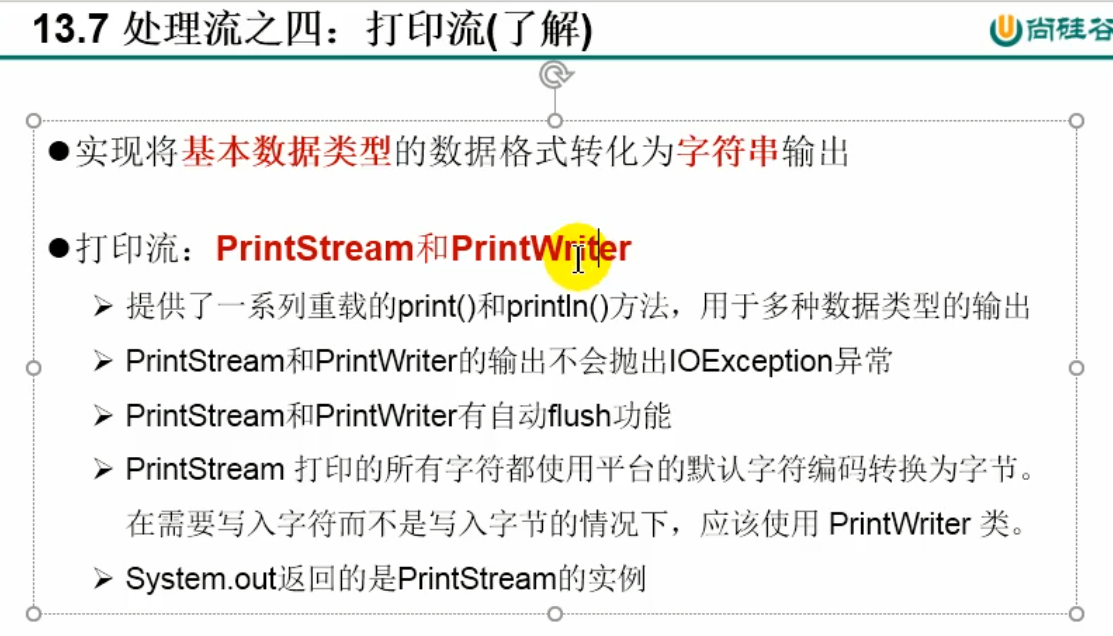 13.7 处理流之四：打印流(了解)
尚硅谷
●实现将基本数据类型的数据格式转化为字符串输出
●打印流：PrintStream和PrintWriter
➢ 提供了一系列重载的print()和println()方法，用于多种数据类型的输出
➢ PrintStream和PrintWriter的输出不会抛出IOException异常
➢ PrintStream和PrintWriter有自动flush功能
➢ PrintStream 打印的所有字符都使用平台的默认字符编码转换为字节。
在需要写入字符而不是写入字节的情况下，应该使用 PrintWriter 类。
➢ System.out返回的是PrintStream的实例